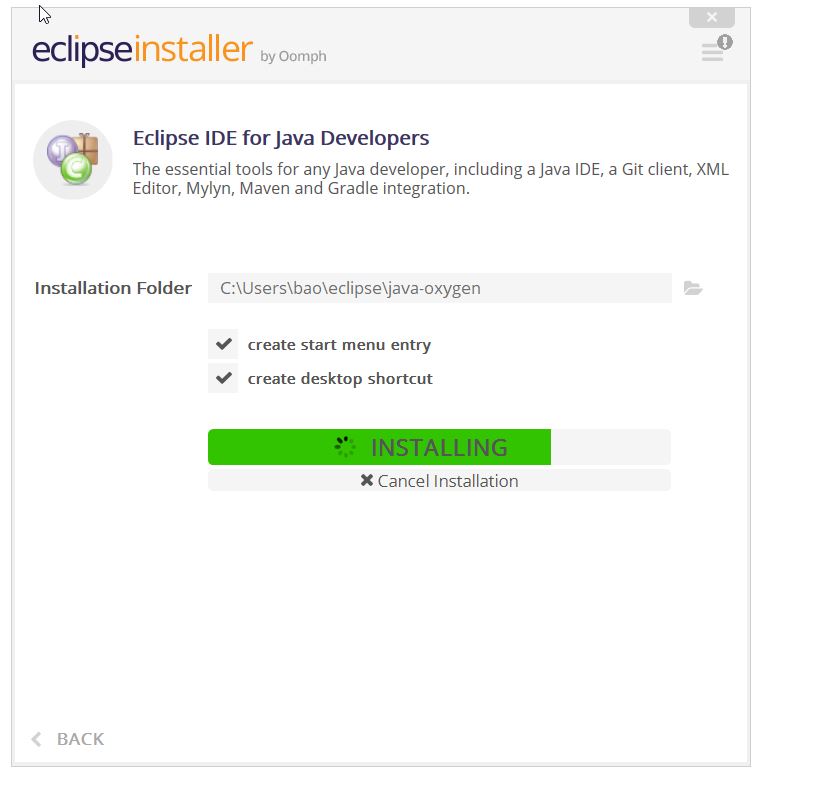 eclipseinstaller by Oomph
Eclipse IDE for Java Developers
The essential tools for any Java developer, including a Java IDE, a Git client, XML
Editor, Mylyn, Maven and Gradle integration.
Installation Folder C:\Users\bao\eclipse\java-oxygen
create start menu entry
create desktop shortcut
INSTALLING
Cancel Installation
BACK